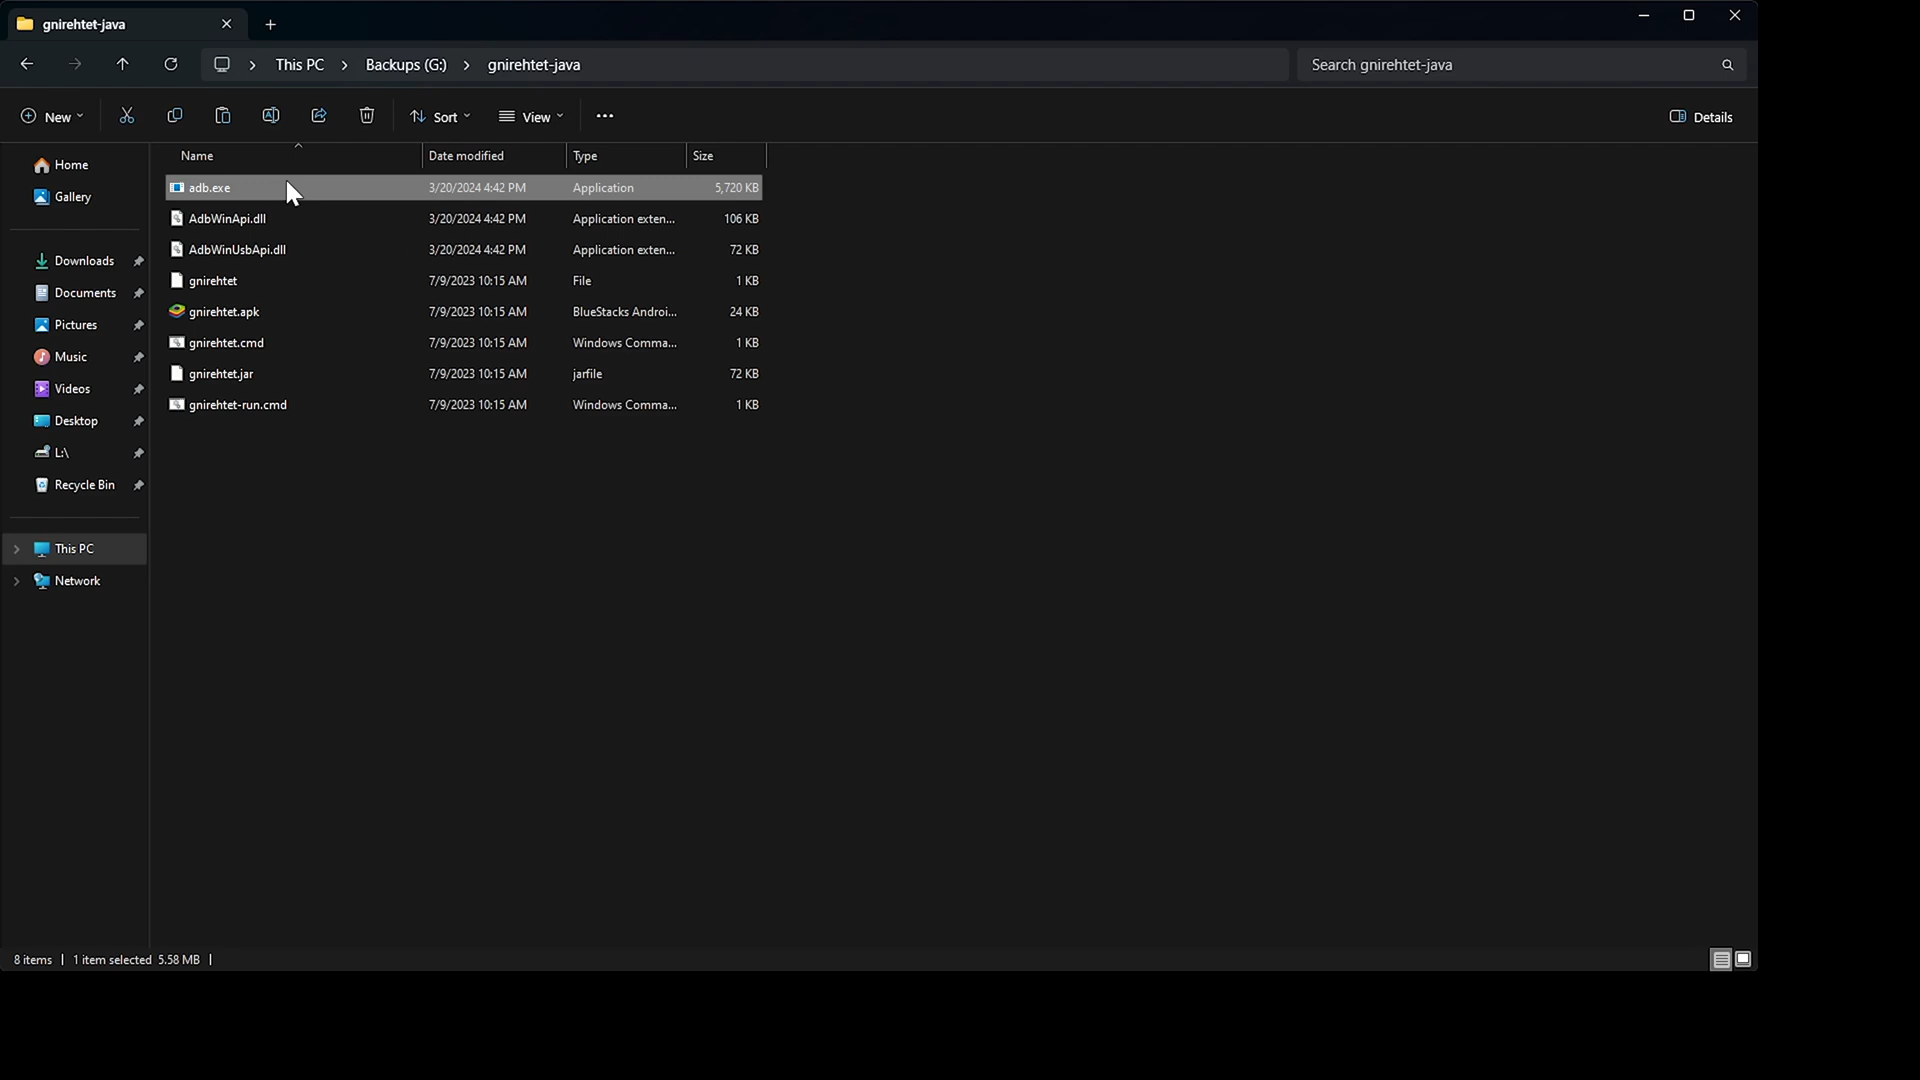 gnirehtet-java
This PC > Backups (G:) > gnirehtet-java
Search gnirehtet-java
New
Sort
View
Details
Home
Gallery
Downloads
Documents
Pictures
Music
Videos
Desktop
L:\
Recycle Bin
This PC
Network
Name Date modified Type Size
adb.exe 3/20/2024 4:42 PM Application 5,720 KB
AdbWinApi.dll 3/20/2024 4:42 PM Application exten... 106 KB
AdbWinUsbApi.dll 3/20/2024 4:42 PM Application exten... 72 KB
gnirehtet 7/9/2023 10:15 AM File 1 KB
gnirehtet.apk 7/9/2023 10:15 AM BlueStacks Androi... 24 KB
gnirehtet.cmd 7/9/2023 10:15 AM Windows Comma... 1 KB
gnirehtet.jar 7/9/2023 10:15 AM jarfile 72 KB
gnirehtet-run.cmd 7/9/2023 10:15 AM Windows Comma... 1 KB
8 items | 1 item selected 5.58 MB |